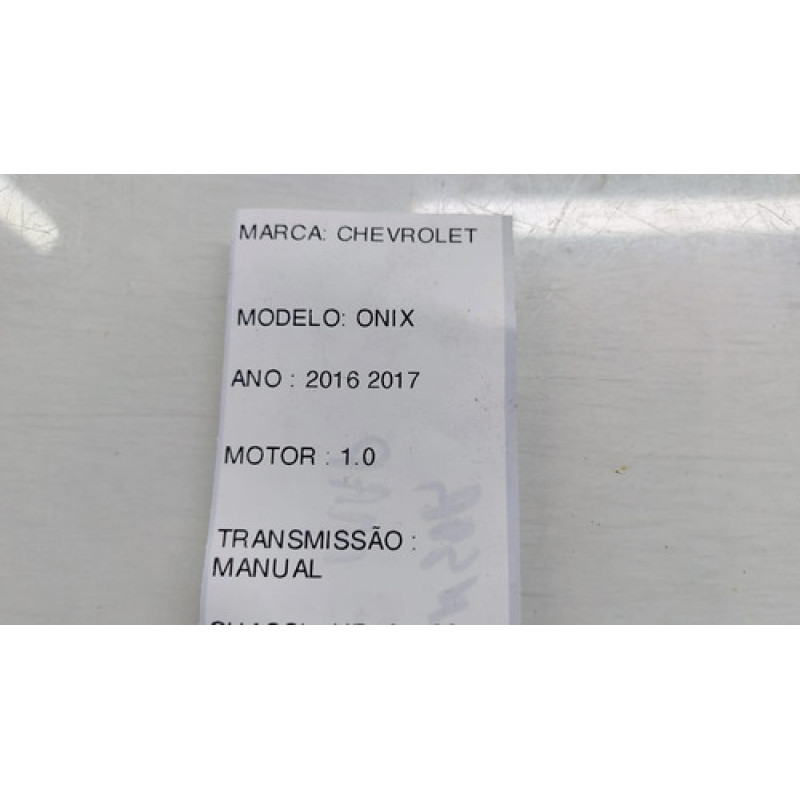 MARCA: CHEVROLET
MODELO: ONIX
ANO : 2016 2017
MOTOR : 1.0
TRANSMISSÃO :
MANUAL